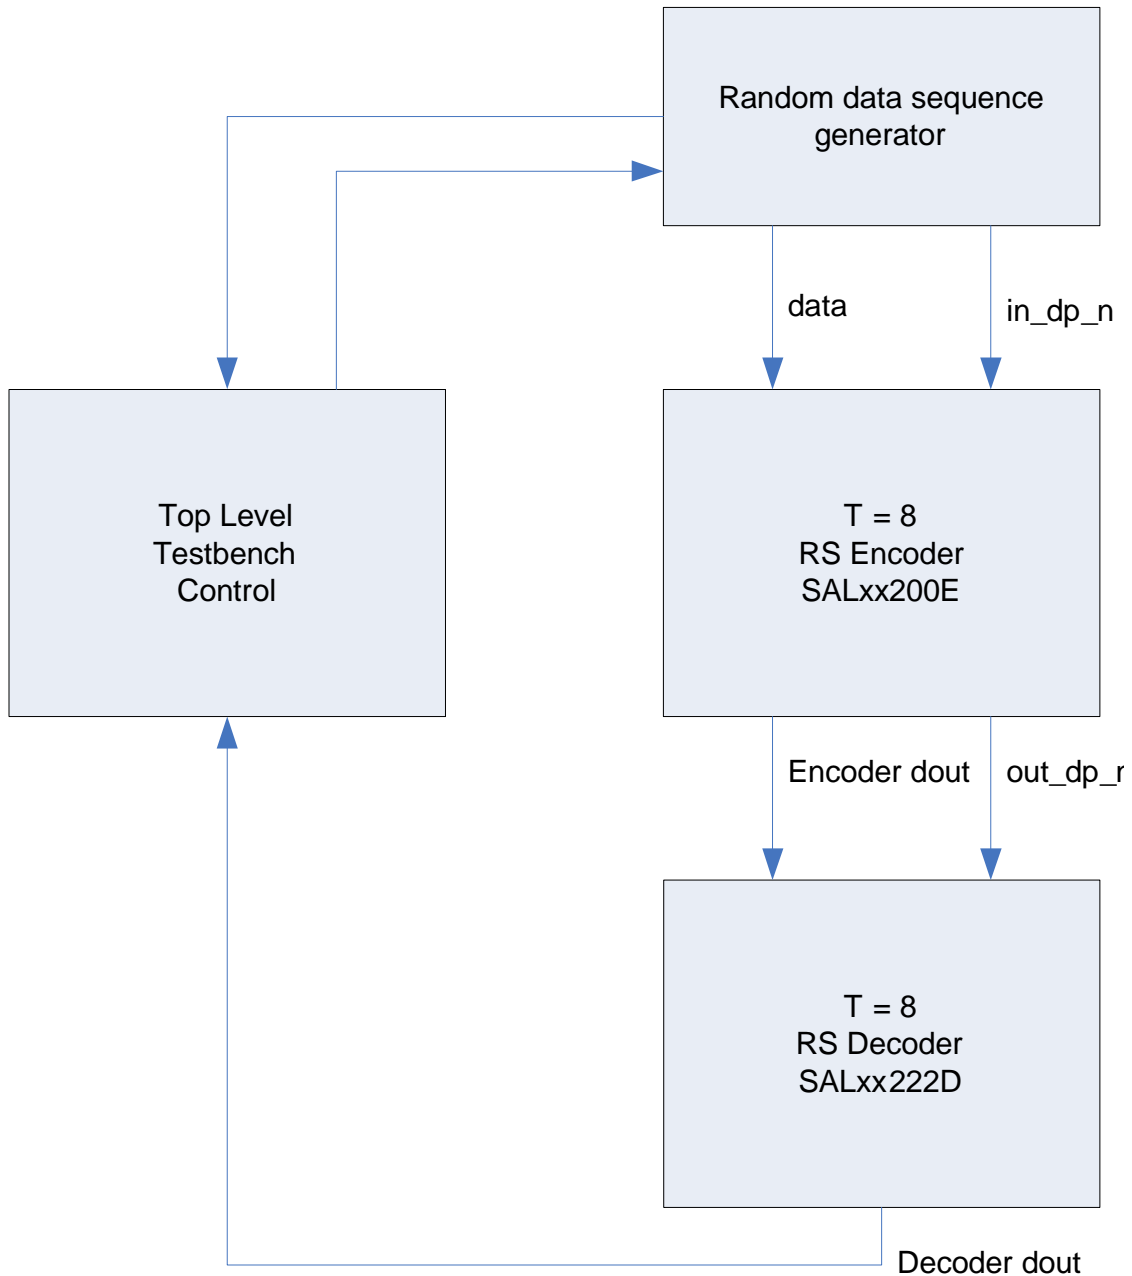 Random data sequence
generator
data
in_dp_n
Top Level
Testbench
Control
T = 8
RS Encoder
SALxx200E
Encoder dout
out_dp_
T = 8
RS Decoder
SALxx222D
Decoder dout